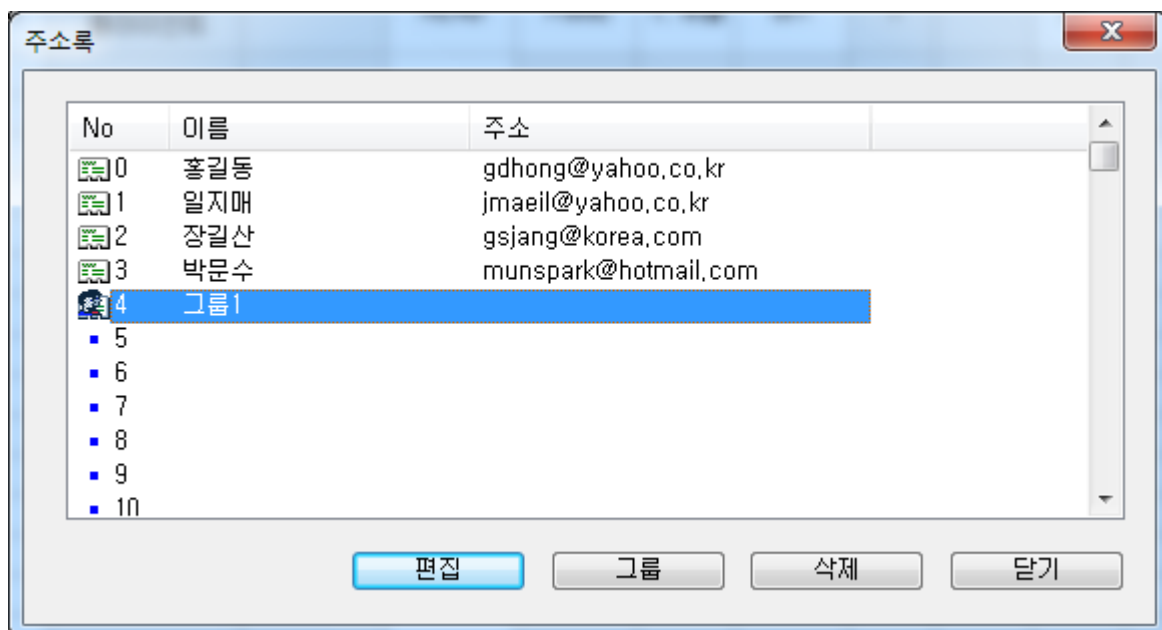 주소록
No 이름 주소
0 홍길동 gdhong@yahoo.co.kr
1 일지매 jmaeil@yahoo.co.kr
2 장길산 gsjang@korea.com
3 박문수 munspark@hotmail.com
4 그룹1
5
6
7
8
9
10
편집 그룹 삭제 닫기